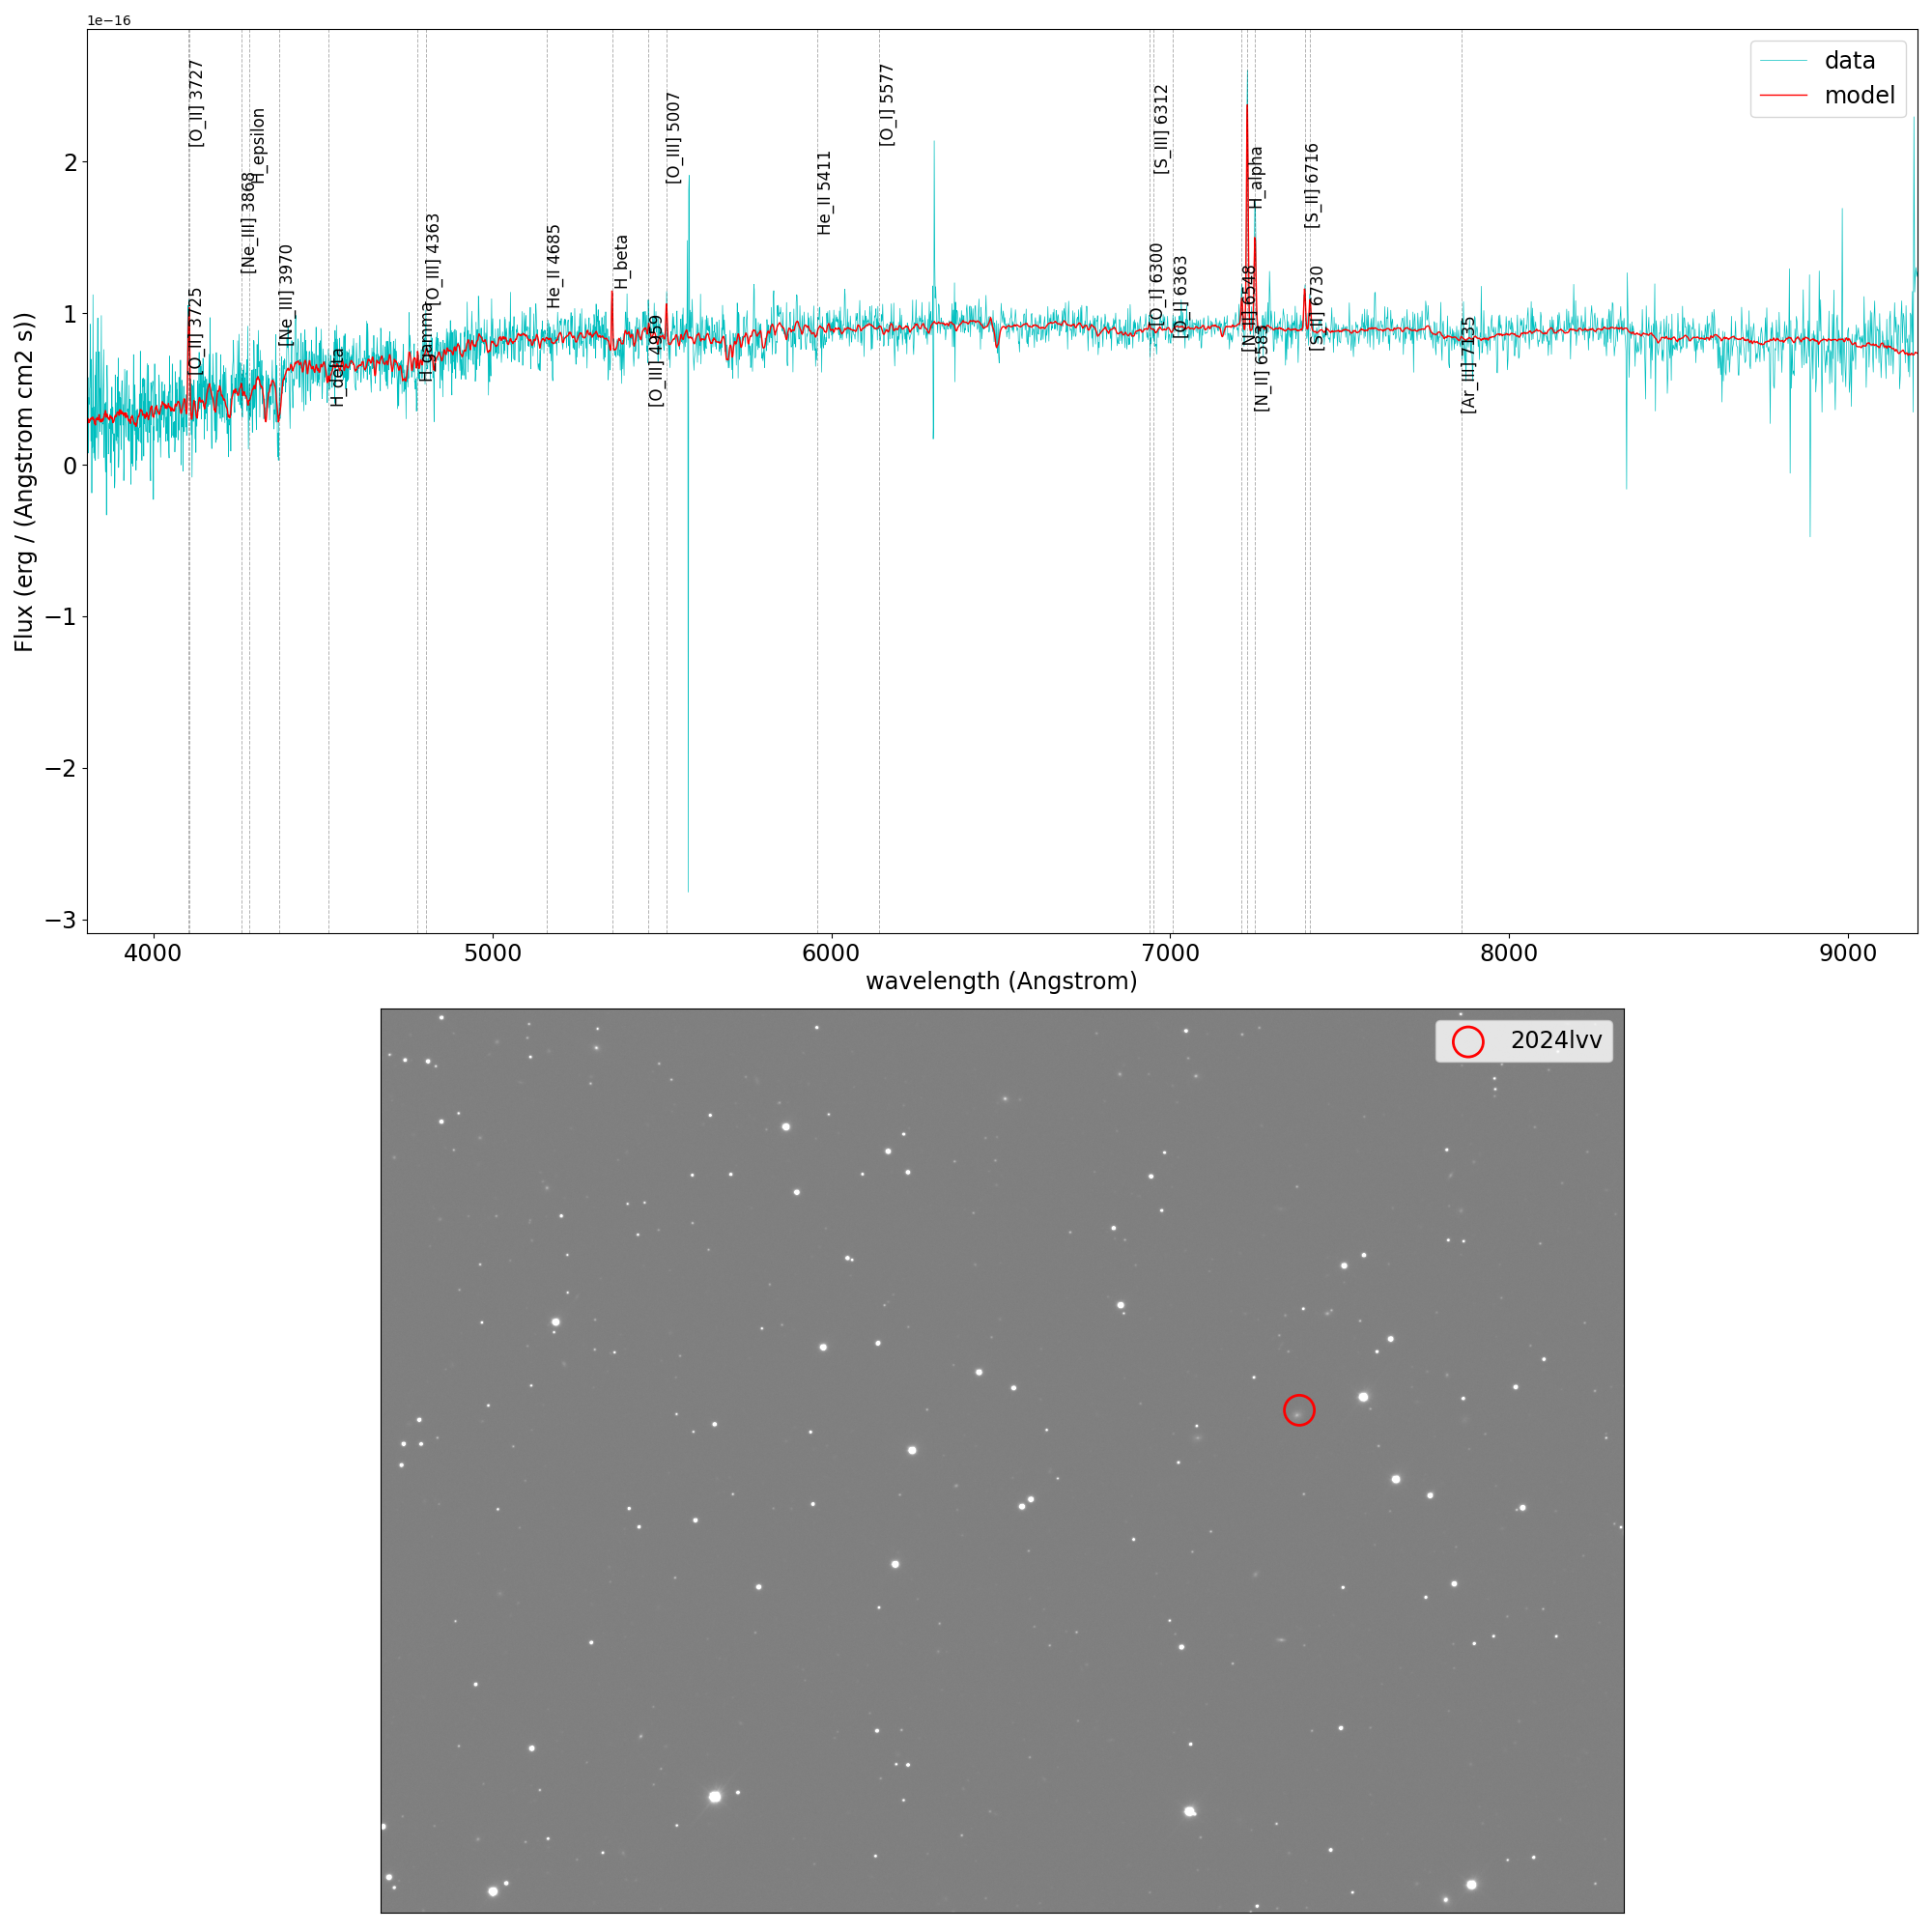 1e−16
data
model
[O_II] 3727
[O_III] 3725
[Ne_III] 3868
H_epsilon
[Ne_III] 3970
H_delta
H_gamma
[O_III] 4363
He_II 4685
H_beta
[O_III] 4959
[O_III] 5007
He_II 5411
[O_I] 5577
[O_I] 6300
[S_III] 6312
[O_I] 6363
[N_II] 6548
H_alpha
[N_II] 6583
[S_II] 6716
[S_II] 6730
[Ar_III] 7135
Flux (erg / (Angstrom cm2 s))
2
1
0
−1
−2
−3
4000 5000 6000 7000 8000 9000
wavelength (Angstrom)
2024lvv